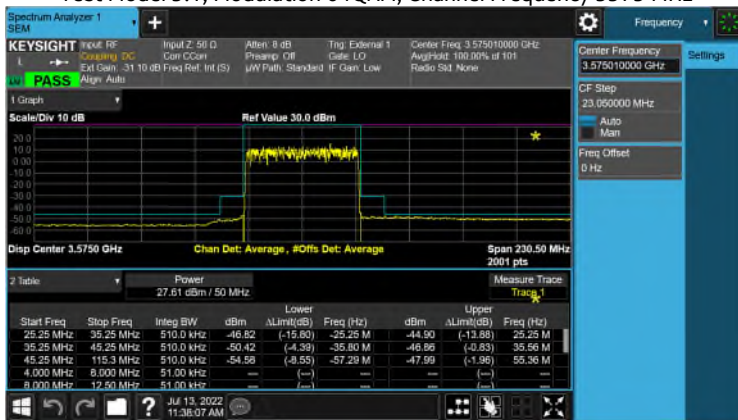 Spectrum Analyzer 1
SEM
Frequency
KEYSIGHT
Input: RF
Coupling: DC
Ext Gain: -31.10 dB
Align: Auto
Input Z: 50 Ω
Corr CCorr
Freq Ref: Int (S)
Atten: 8 dB
Preamp: Off
µW Path: Standard
Trig: External 1
Gate: LO
IF Gain: Low
Center Freq: 3.575010000 GHz
Avg|Hold: 100.00% of 101
Radio Std: None
PASS
Center Frequency
3.575010000 GHz
Settings
CF Step
23.050000 MHz
Auto
Man
Freq Offset
0 Hz
1 Graph
Scale/Div 10 dB
Ref Value 30.0 dBm
20.0
10.0
0.00
-10.0
-20.0
-30.0
-40.0
-50.0
-60.0
Disp Center 3.5750 GHz
Chan Det: Average , #Offs Det: Average
Span 230.50 MHz
2001 pts
2 Table
Power
27.61 dBm / 50 MHz
Measure Trace
Trace 1
Lower Upper
Start Freq Stop Freq Integ BW dBm ΔLimit(dB) Freq (Hz) dBm ΔLimit(dB) Freq (Hz)
25.25 MHz 35.25 MHz 510.0 kHz -46.82 (-15.80) -25.25 M -44.90 (-13.88) 25.25 M
35.25 MHz 45.25 MHz 510.0 kHz -50.42 (-4.39) -35.80 M -46.86 (-0.83) 35.56 M
45.25 MHz 115.3 MHz 510.0 kHz -54.58 (-8.55) -57.29 M -47.99 (-1.96) 55.36 M
4.000 MHz 8.000 MHz 51.00 kHz --- (---) --- (---)
8.000 MHz 12.50 MHz 51.00 kHz --- (---) --- (---)
Jul 13, 2022
11:36:07 AM